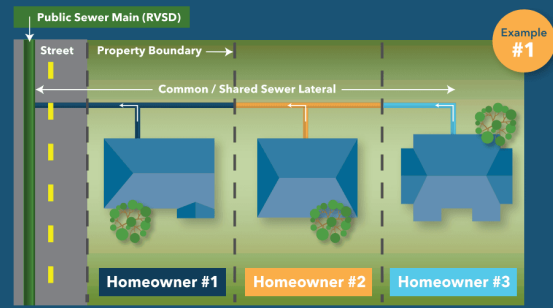 Public Sewer Main (RVSD)
Example
#1
Street
Property Boundary
Common / Shared Sewer Lateral
Homeowner #1
Homeowner #2
Homeowner #3